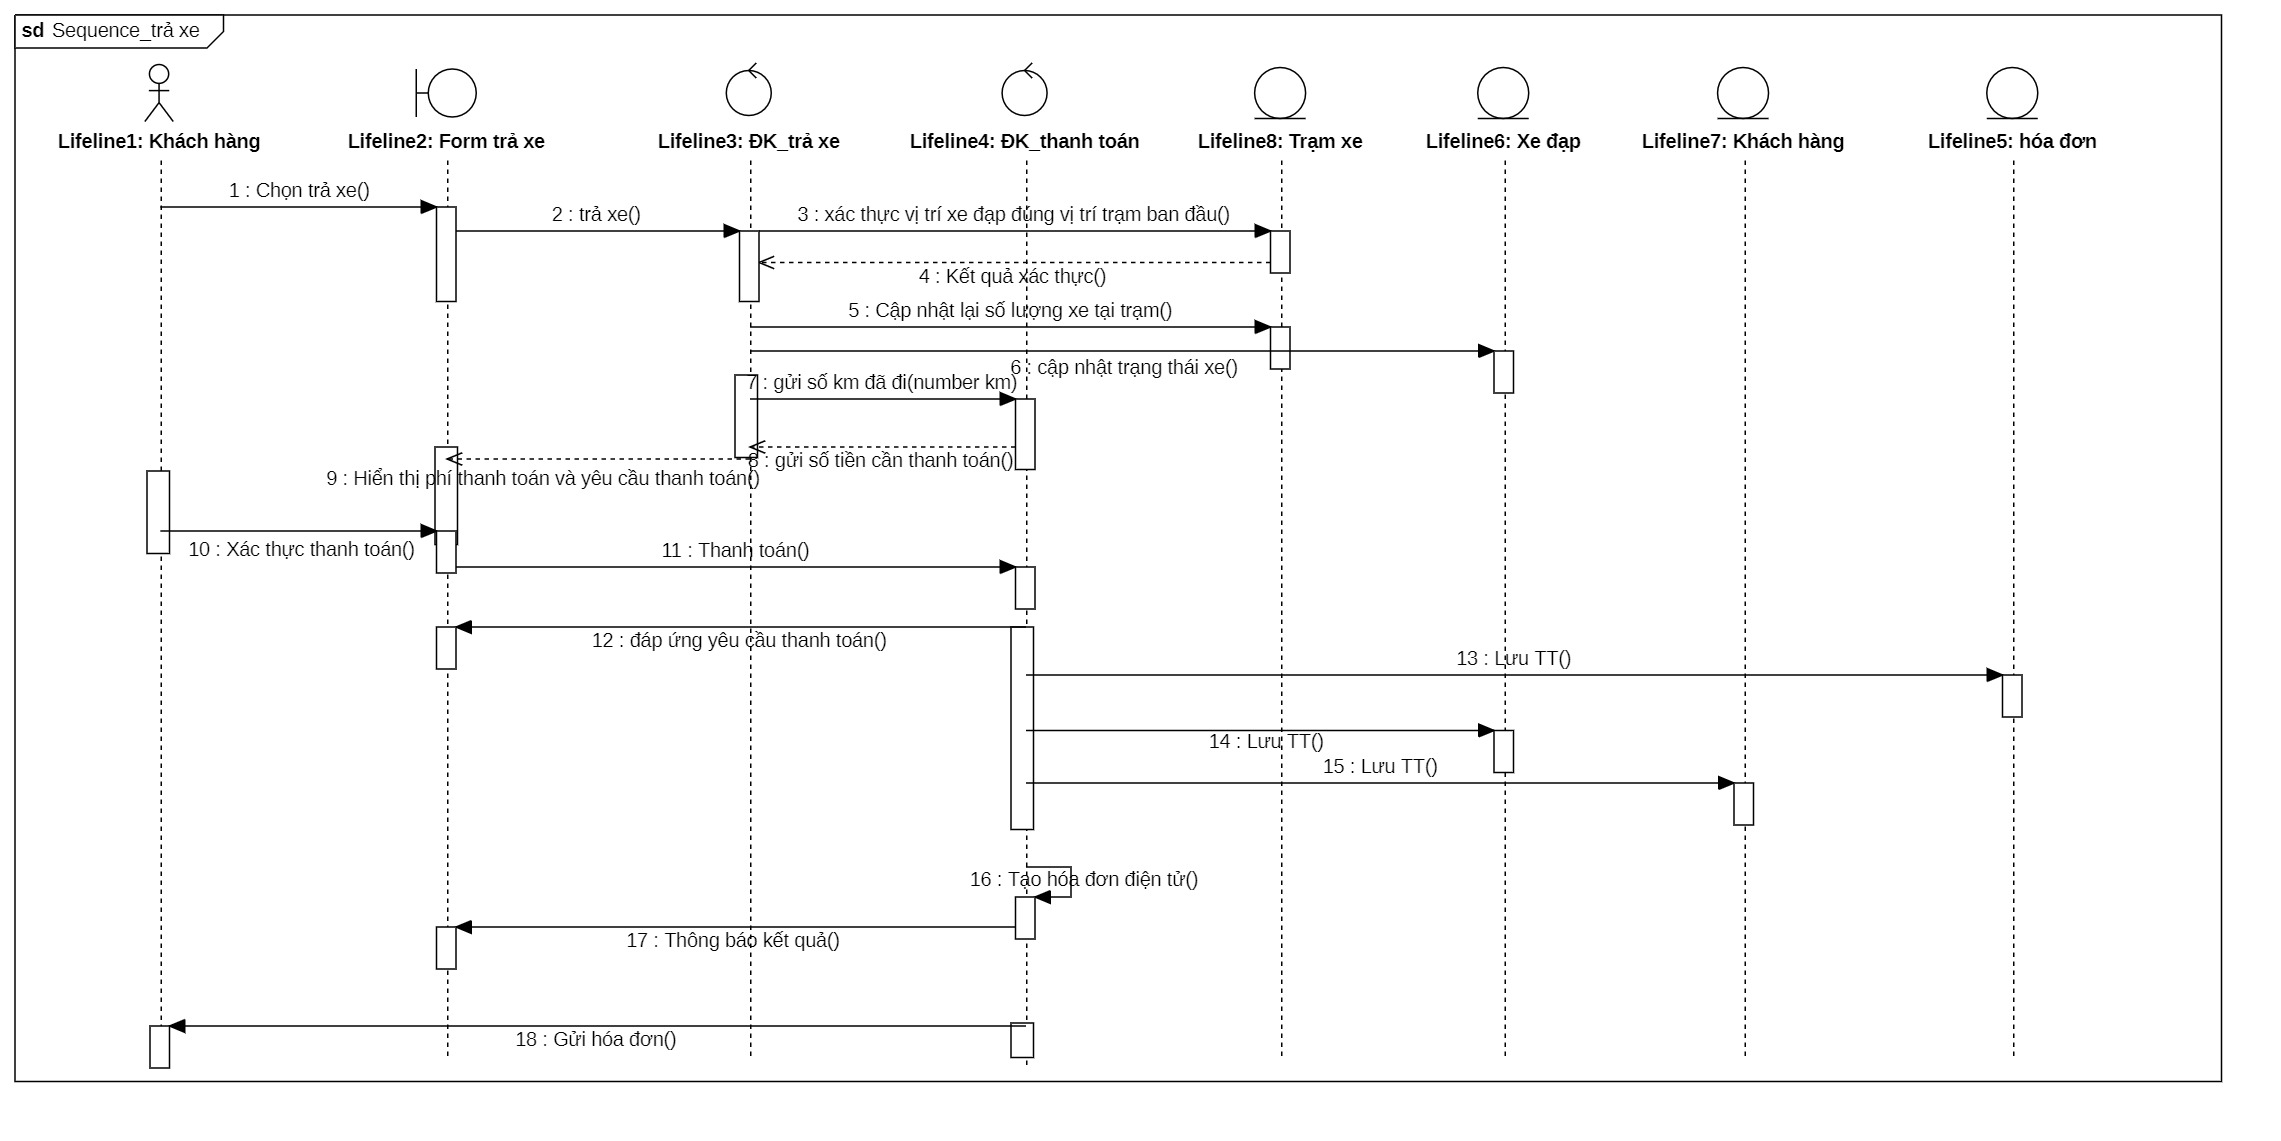 sd Sequence_trả xe
Lifeline1: Khách hàng
Lifeline2: Form trả xe
Lifeline3: ĐK_trả xe
Lifeline4: ĐK_thanh toán
Lifeline8: Trạm xe
Lifeline6: Xe đạp
Lifeline7: Khách hàng
Lifeline5: hóa đơn
1 : Chọn trả xe()
2 : trả xe()
3 : xác thực vị trí xe đạp đúng vị trí trạm ban đầu()
4 : Kết quả xác thực()
5 : Cập nhật lại số lượng xe tại trạm()
6 : cập nhật trạng thái xe()
7 : gửi số km đã đi(number km)
8 : gửi số tiền cần thanh toán()
9 : Hiển thị phí thanh toán và yêu cầu thanh toán()
10 : Xác thực thanh toán()
11 : Thanh toán()
12 : đáp ứng yêu cầu thanh toán()
13 : Lưu TT()
14 : Lưu TT()
15 : Lưu TT()
16 : Tạo hóa đơn điện tử()
17 : Thông báo kết quả()
18 : Gửi hóa đơn()